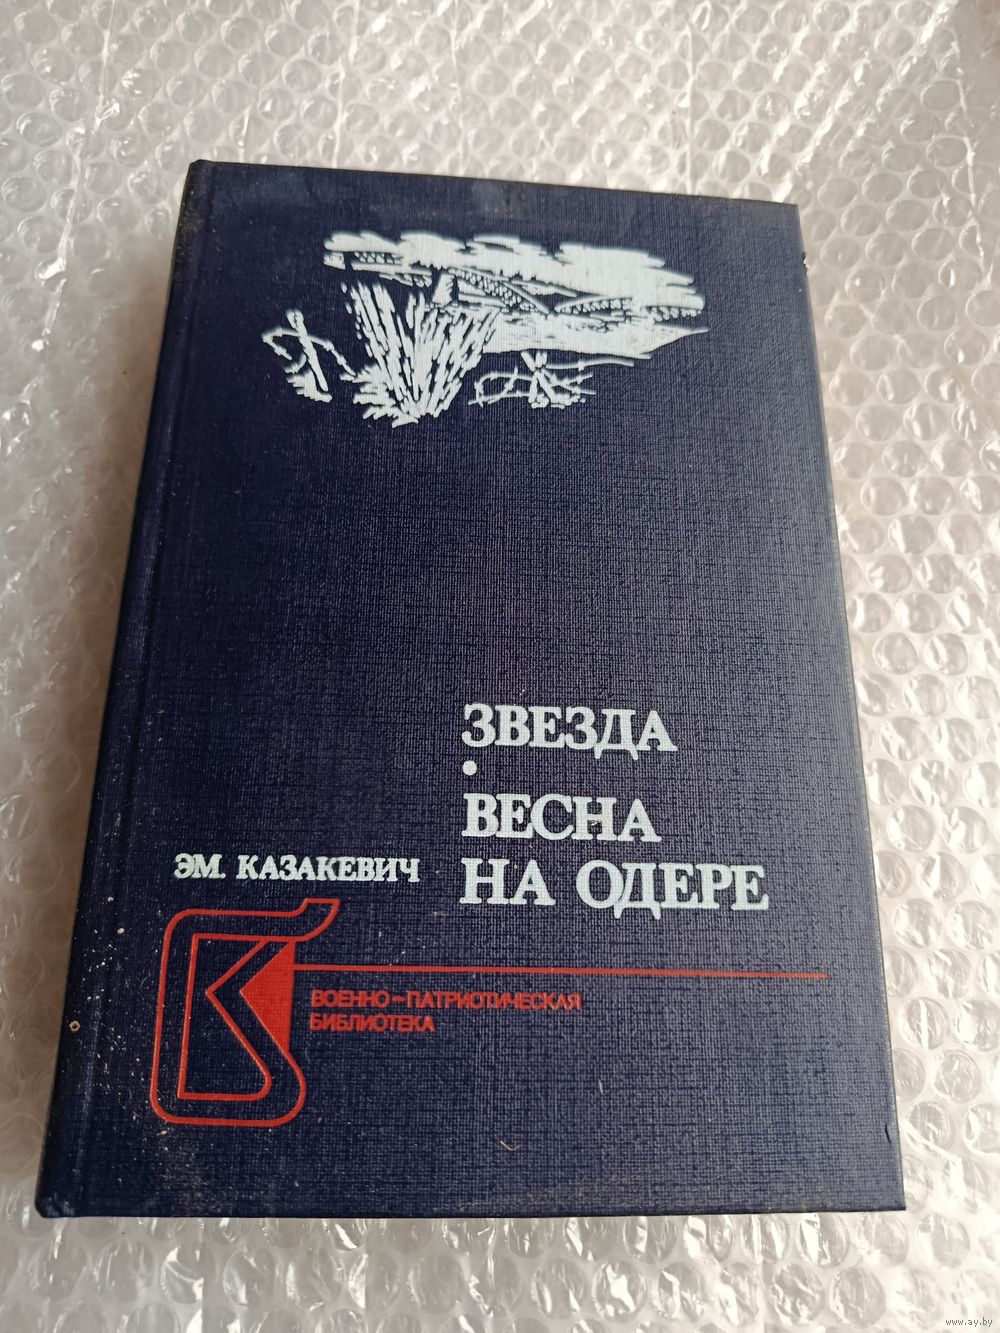 ЗВЕЗДА
•
ВЕСНА
НА ОДЕРЕ
ЭМ. КАЗАКЕВИЧ
ВОЕННО-ПАТРИОТИЧЕСКАЯ
БИБЛИОТЕКА
www.ay.by